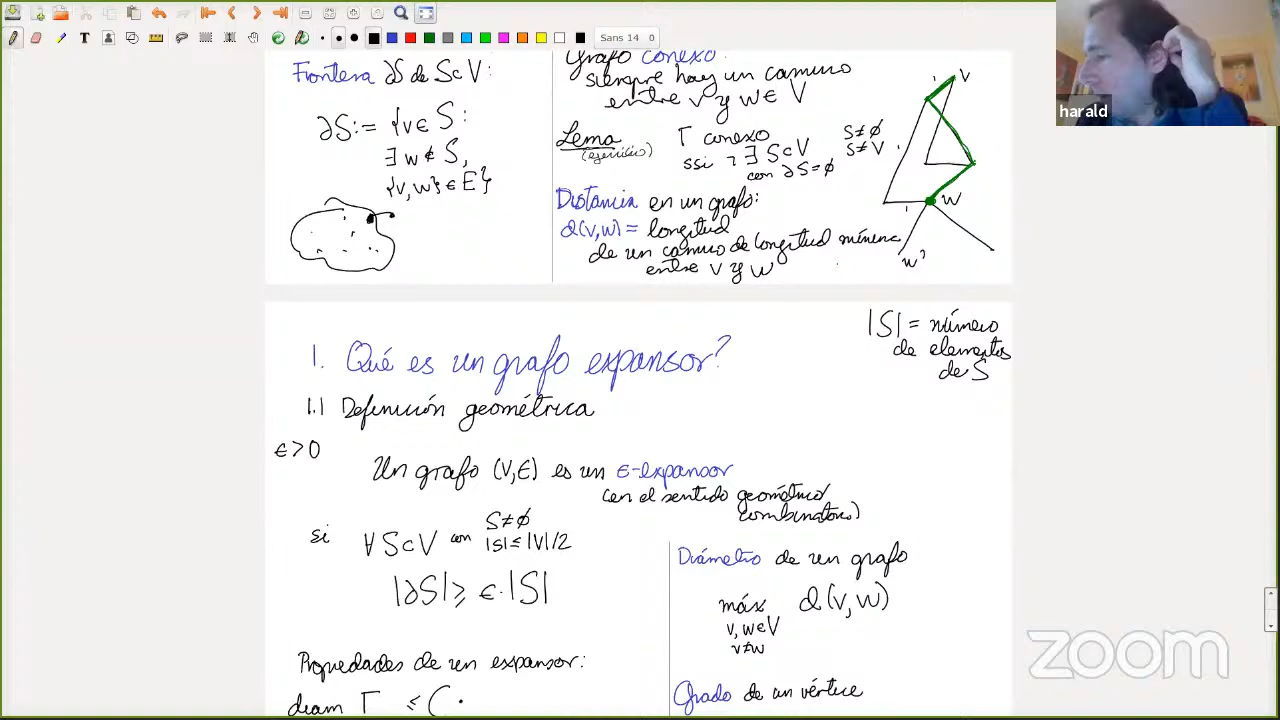 Sans 14 0
harald
Frontera ∂S de S⊂V:
∂S:= {v∈ S:
∃ w∉ S,
{v,w}∈E}
Grafo conexo
siempre hay un camino
entre v y w∈ V
Lema
(ejercicio)
Γ conexo
ssi ¬∃ S⊂V
con ∂S=∅
S≠∅
S≠V
Distancia en un grafo:
d(v,w) = longitud
de un camino de longitud mínima
entre v y w
v
w
w'
|S| = número
de elementos
de S
1. Qué es un grafo expansor?
1.1 Definición geométrica
ϵ>0
Un grafo (V,E) es un ϵ-expansor
(en el sentido geométrico/
combinatorio)
si ∀ S⊂V con S≠∅
|S|≤|V|/2
|∂S|≥ ϵ·|S|
Propiedades de un expansor:
diam Γ ≤ C·
Diámetro de un grafo
máx d(v,w)
v,w∈V
v≠w
Grado de un vértice
zoom